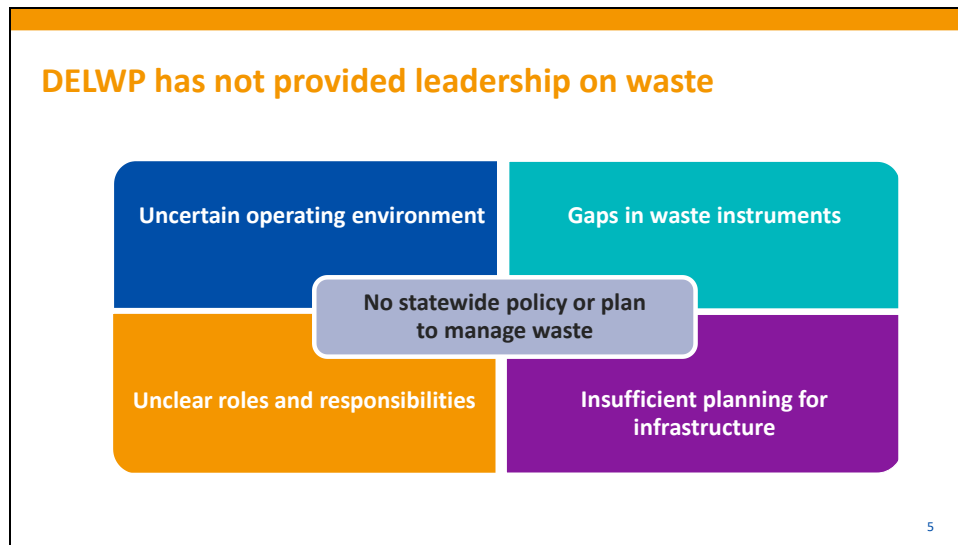 DELWP has not provided leadership on waste
Uncertain operating environment
Gaps in waste instruments
No statewide policy or plan
to manage waste
Unclear roles and responsibilities
Insufficient planning for
infrastructure
5